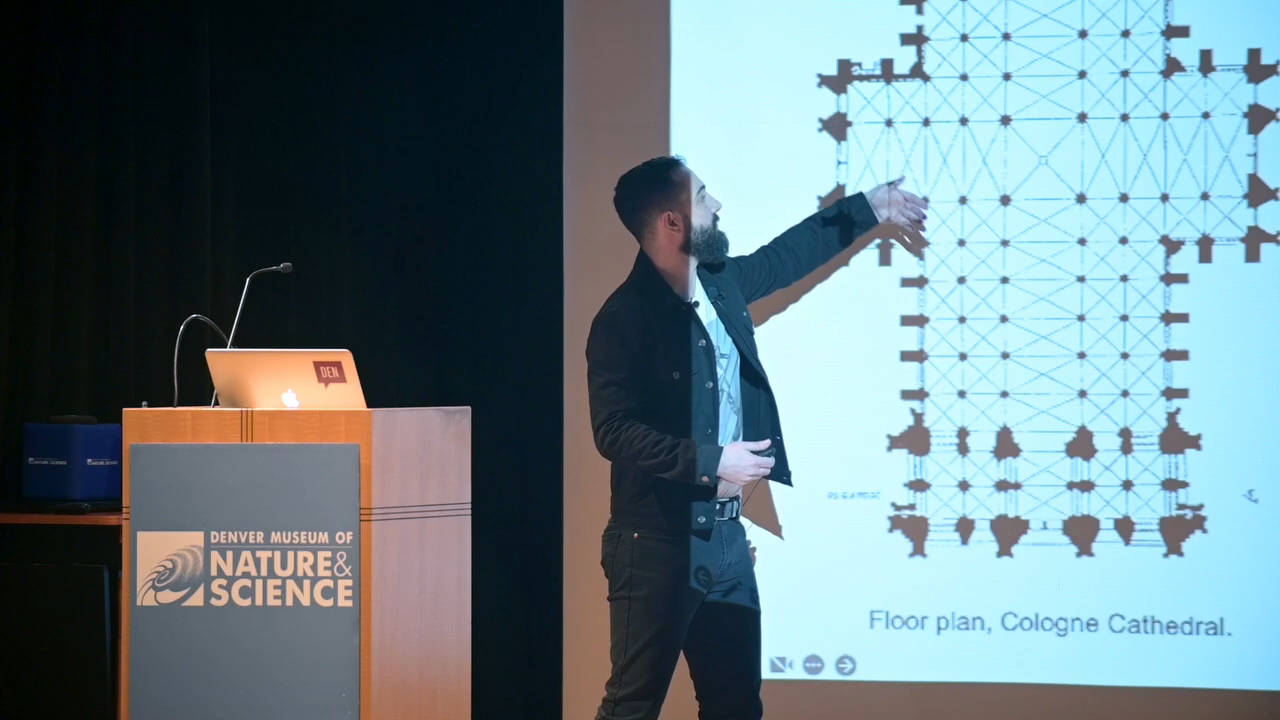 DEN
DENVER MUSEUM OF
NATURE&
SCIENCE
Floor plan, Cologne Cathedral.